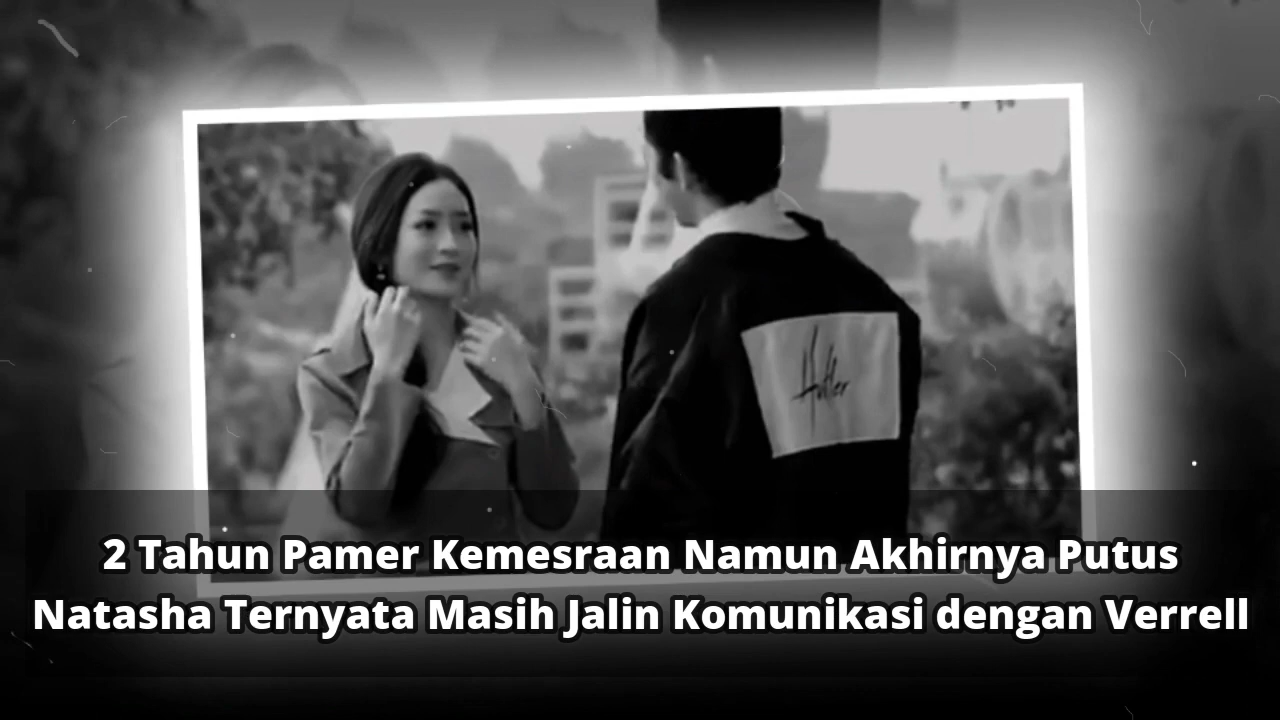 2 Tahun Pamer Kemesraan Namun Akhirnya Putus
Natasha Ternyata Masih Jalin Komunikasi dengan Verrell